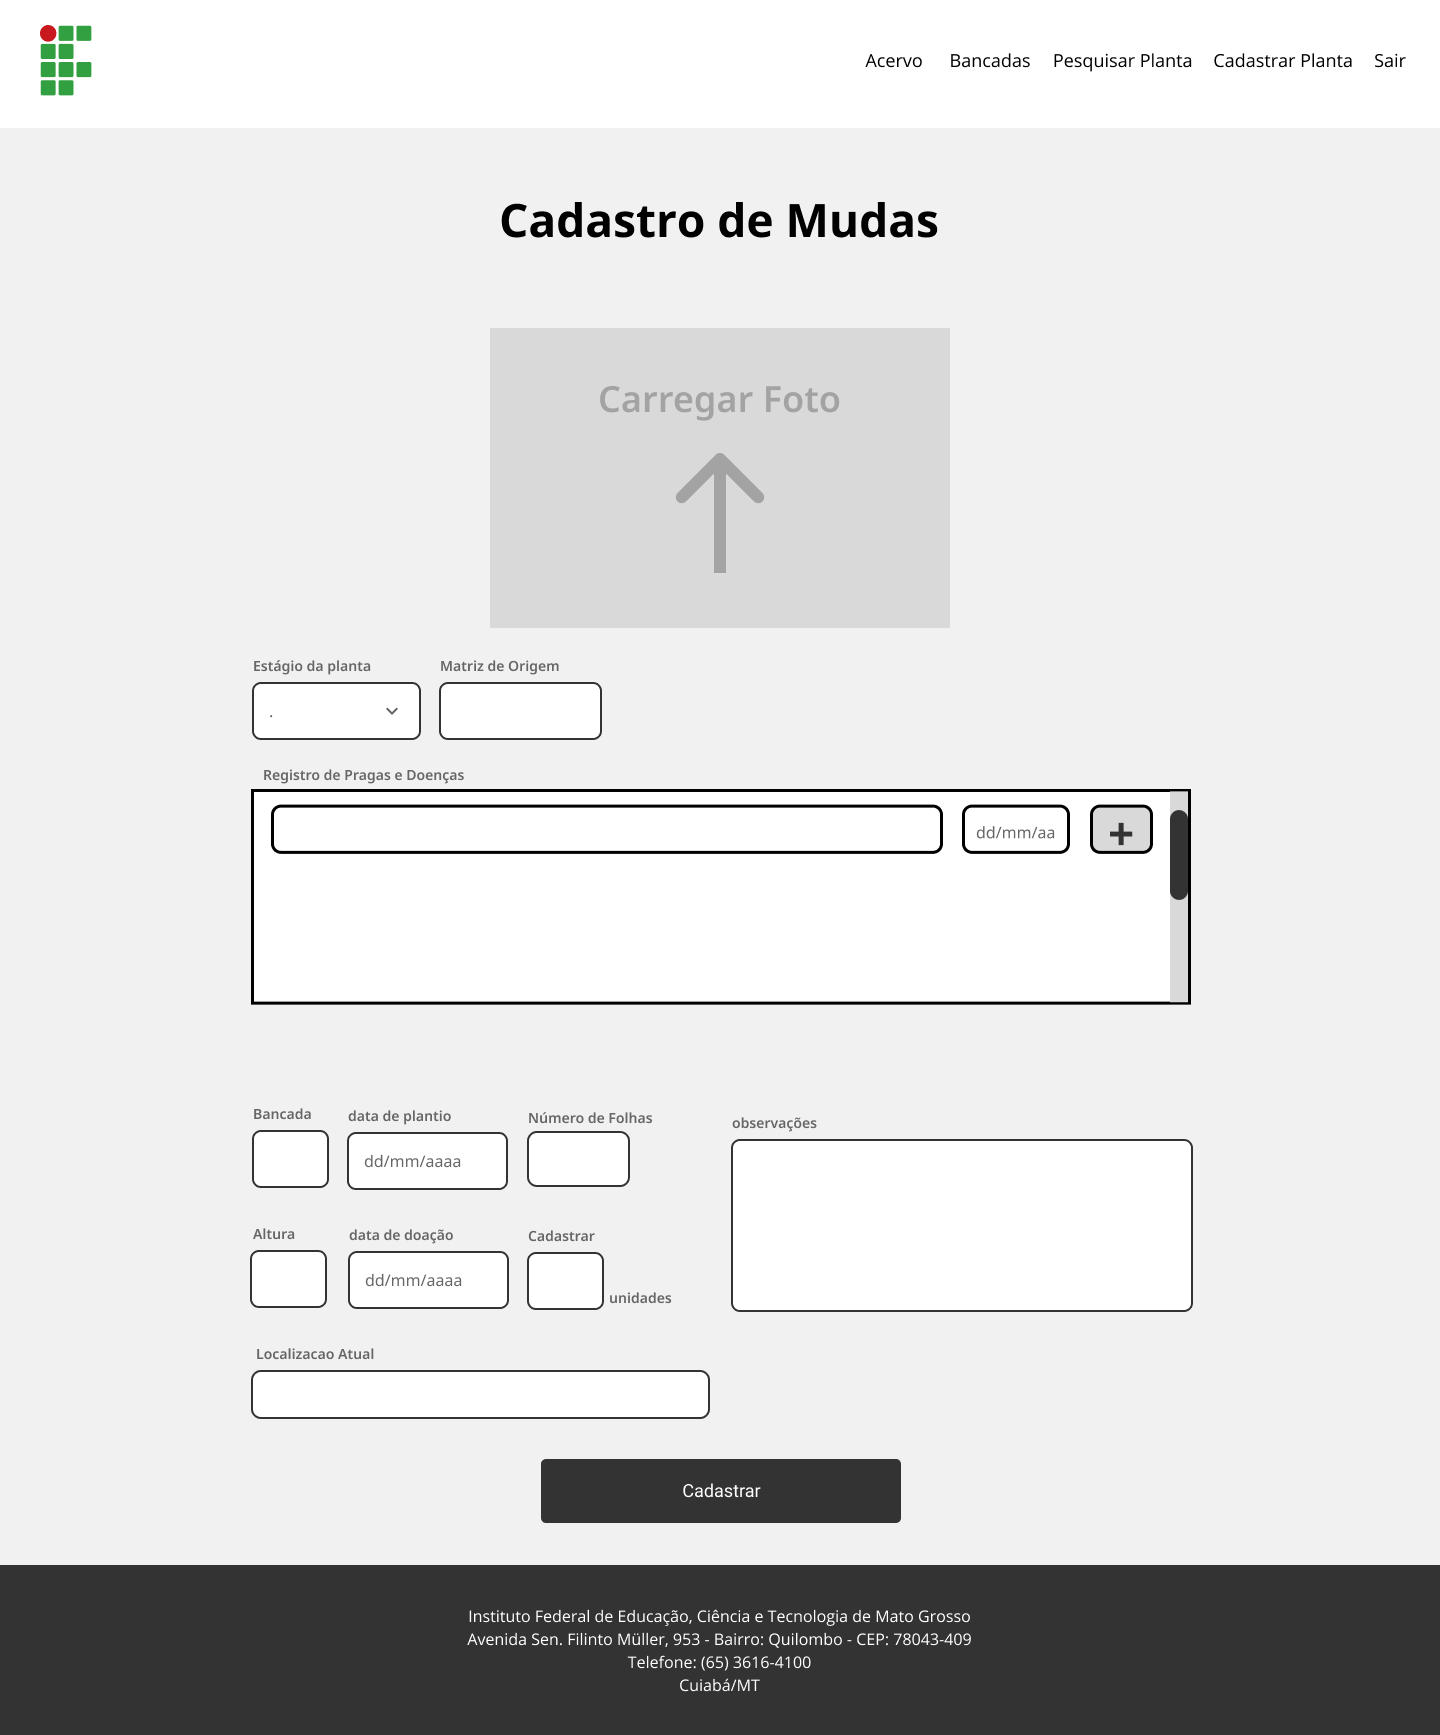 Acervo Bancadas Pesquisar Planta Cadastrar Planta Sair
Cadastro de Mudas
Carregar Foto
Estágio da planta Matriz de Origem
.
Registro de Pragas e Doenças
dd/mm/aa +
Bancada data de plantio Número de Folhas observações
dd/mm/aaaa
Altura data de doação Cadastrar
dd/mm/aaaa
unidades
Localizacao Atual
Cadastrar
Instituto Federal de Educação, Ciência e Tecnologia de Mato Grosso
Avenida Sen. Filinto Müller, 953 - Bairro: Quilombo - CEP: 78043-409
Telefone: (65) 3616-4100
Cuiabá/MT